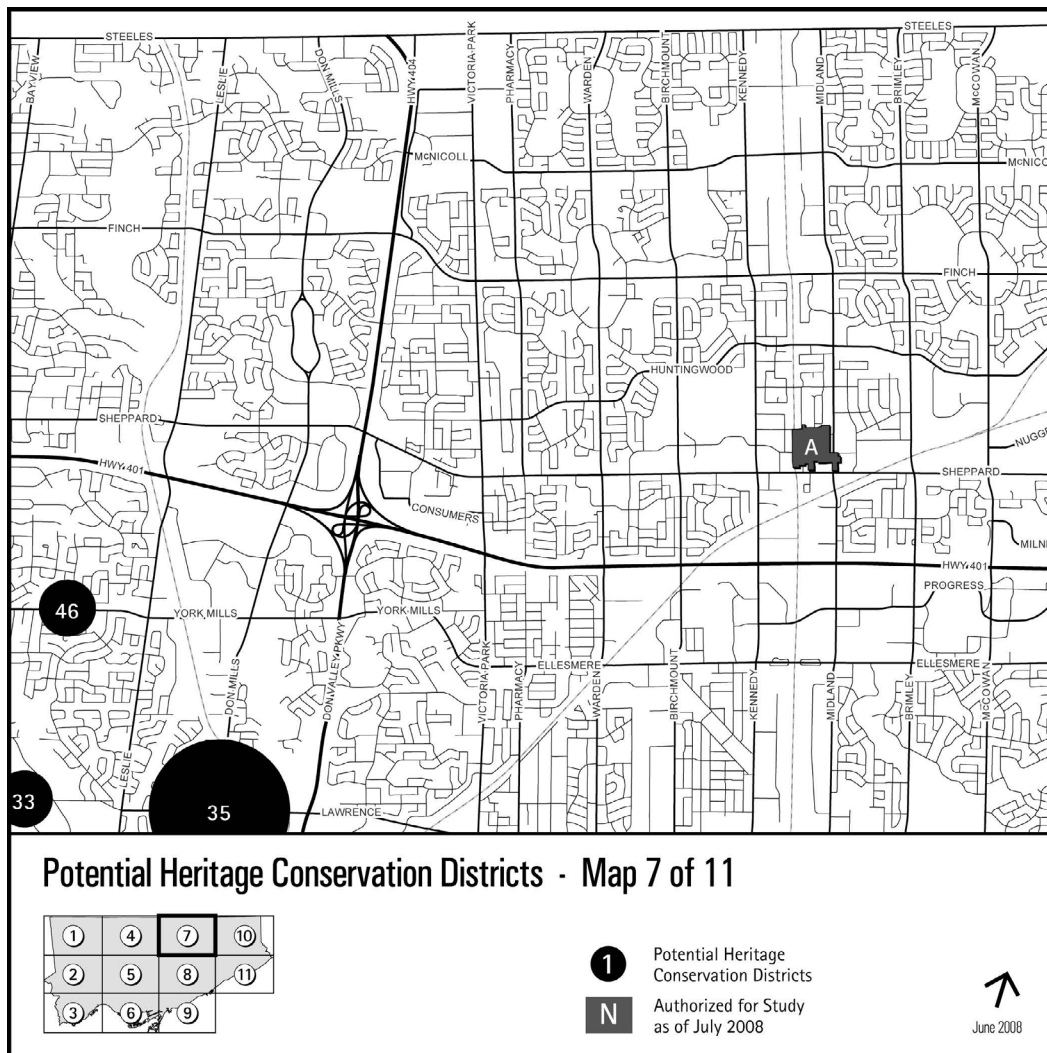 STEELES
STEELES
BAYVIEW
LESLIE
DON MILLS
HWY 404
VICTORIA PARK
PHARMACY
WARDEN
BIRCHMOUNT
KENNEDY
MIDLAND
BRIMLEY
McCOWAN
McNICOLL
McNICO
FINCH
FINCH
HUNTINGWOOD
SHEPPARD
A
NUGGE
HWY 401
SHEPPARD
CONSUMERS
MILNE
HWY 401
PROGRESS
46
YORK MILLS
YORK MILLS
ELLESMERE
ELLESMERE
DON MILLS
DON VALLEY PKWY
VICTORIA PARK
PHARMACY
WARDEN
BIRCHMOUNT
KENNEDY
MIDLAND
BRIMLEY
McCOWAN
LESLIE
33
35
LAWRENCE
Potential Heritage Conservation Districts - Map 7 of 11
1 4 7 10
2 5 8 11
3 6 9
1 Potential Heritage
Conservation Districts
N Authorized for Study
as of July 2008
June 2008